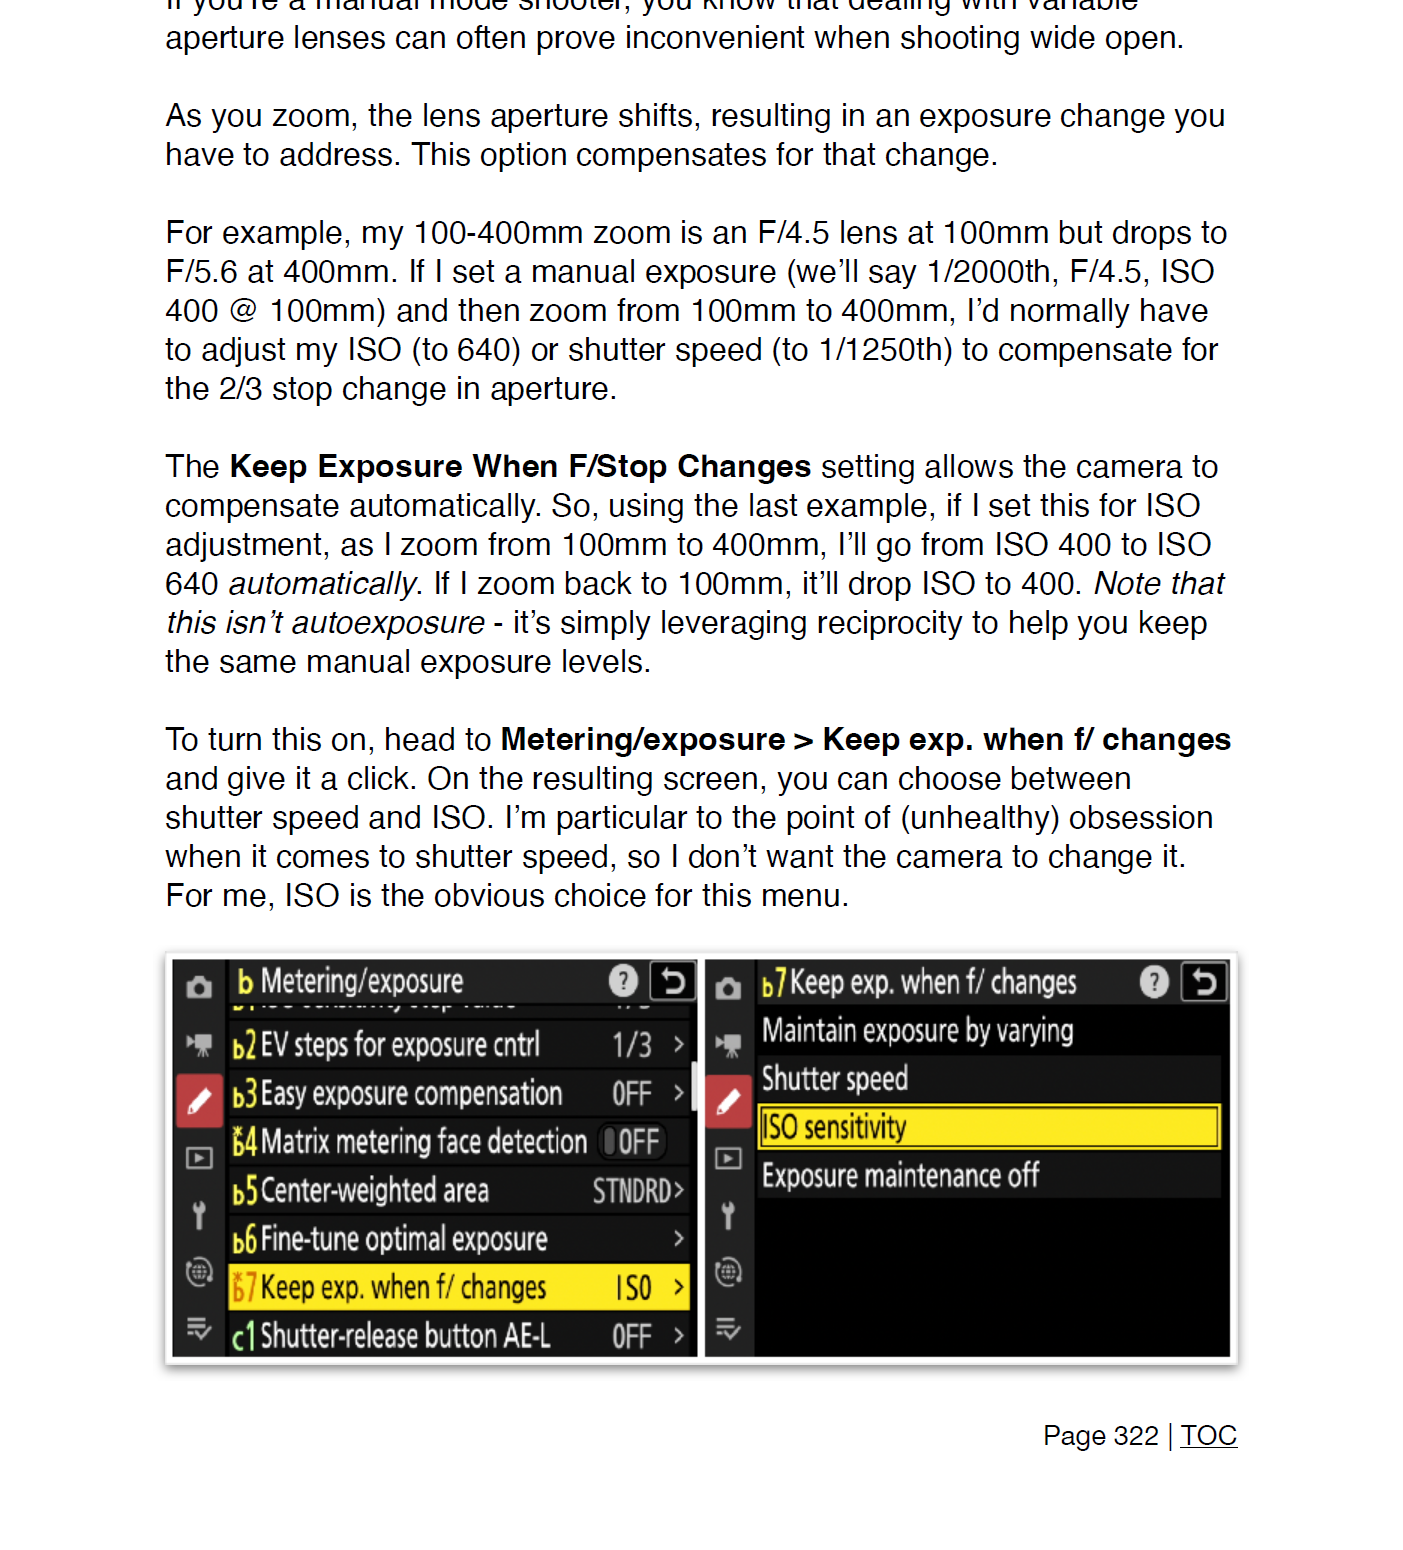 If you're a manual mode shooter, you know that dealing with variable
aperture lenses can often prove inconvenient when shooting wide open.
As you zoom, the lens aperture shifts, resulting in an exposure change you
have to address. This option compensates for that change.
For example, my 100-400mm zoom is an F/4.5 lens at 100mm but drops to
F/5.6 at 400mm. If I set a manual exposure (we'll say 1/2000th, F/4.5, ISO
400 @ 100mm) and then zoom from 100mm to 400mm, I'd normally have
to adjust my ISO (to 640) or shutter speed (to 1/1250th) to compensate for
the 2/3 stop change in aperture.
The Keep Exposure When F/Stop Changes setting allows the camera to
compensate automatically. So, using the last example, if I set this for ISO
adjustment, as I zoom from 100mm to 400mm, I'll go from ISO 400 to ISO
640 automatically. If I zoom back to 100mm, it'll drop ISO to 400. Note that
this isn't autoexposure - it's simply leveraging reciprocity to help you keep
the same manual exposure levels.
To turn this on, head to Metering/exposure > Keep exp. when f/ changes
and give it a click. On the resulting screen, you can choose between
shutter speed and ISO. I'm particular to the point of (unhealthy) obsession
when it comes to shutter speed, so I don't want the camera to change it.
For me, ISO is the obvious choice for this menu.
b Metering/exposure ?
b2 EV steps for exposure cntrl 1/3 >
b3 Easy exposure compensation OFF >
*b4 Matrix metering face detection OFF
b5 Center-weighted area STNDRD >
b6 Fine-tune optimal exposure >
*b7 Keep exp. when f/ changes ISO >
c1 Shutter-release button AE-L OFF >
b7 Keep exp. when f/ changes ?
Maintain exposure by varying
Shutter speed
ISO sensitivity
Exposure maintenance off
Page 322 | TOC